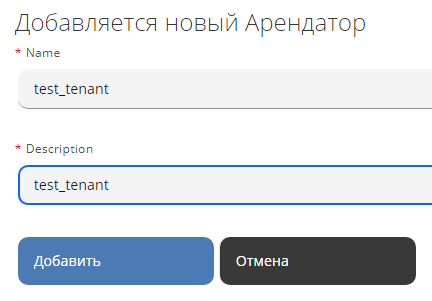 Добавляется новый Арендатор
* Name
test_tenant
* Description
test_tenant
Добавить Отмена